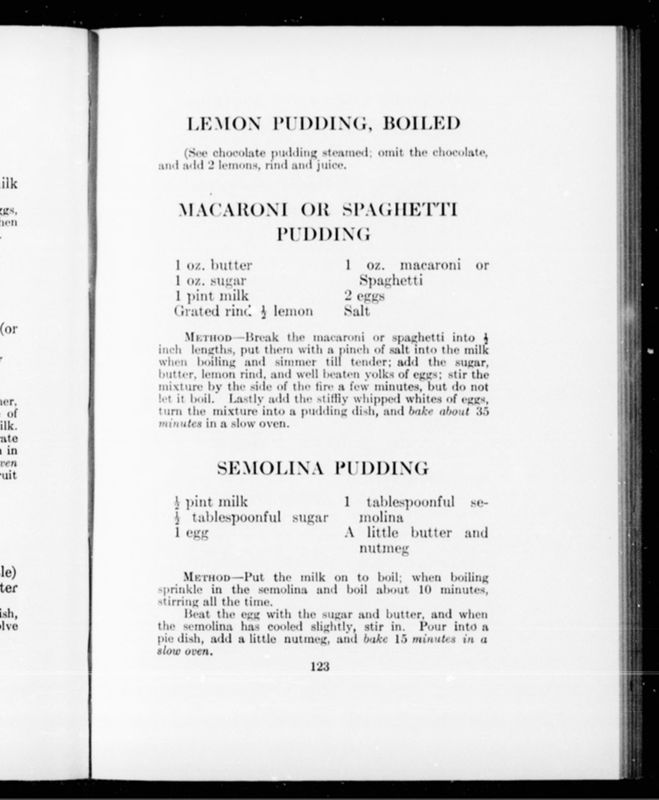 ilk
ggs,
hen
(or
her,
of
ilk.
ate
in
ven
ruit
le)
ter
ish,
olve
LEMON PUDDING, BOILED
(See chocolate pudding steamed; omit the chocolate,
and add 2 lemons, rind and juice.
MACARONI OR SPAGHETTI
PUDDING
1 oz. butter
1 oz. sugar
1 pint milk
Grated rind ½ lemon
1 oz. macaroni or
Spaghetti
2 eggs
Salt
METHOD—Break the macaroni or spaghetti into ½
inch lengths, put them with a pinch of salt into the milk
when boiling and simmer till tender; add the sugar,
butter, lemon rind, and well beaten yolks of eggs; stir the
mixture by the side of the fire a few minutes, but do not
let it boil. Lastly add the stiffly whipped whites of eggs,
turn the mixture into a pudding dish, and bake about 35
minutes in a slow oven.
SEMOLINA PUDDING
½ pint milk
½ tablespoonful sugar
1 egg
1 tablespoonful se-
molina
A little butter and
nutmeg
METHOD—Put the milk on to boil; when boiling
sprinkle in the semolina and boil about 10 minutes,
stirring all the time.
Beat the egg with the sugar and butter, and when
the semolina has cooled slightly, stir in. Pour into a
pie dish, add a little nutmeg, and bake 15 minutes in a
slow oven.
123